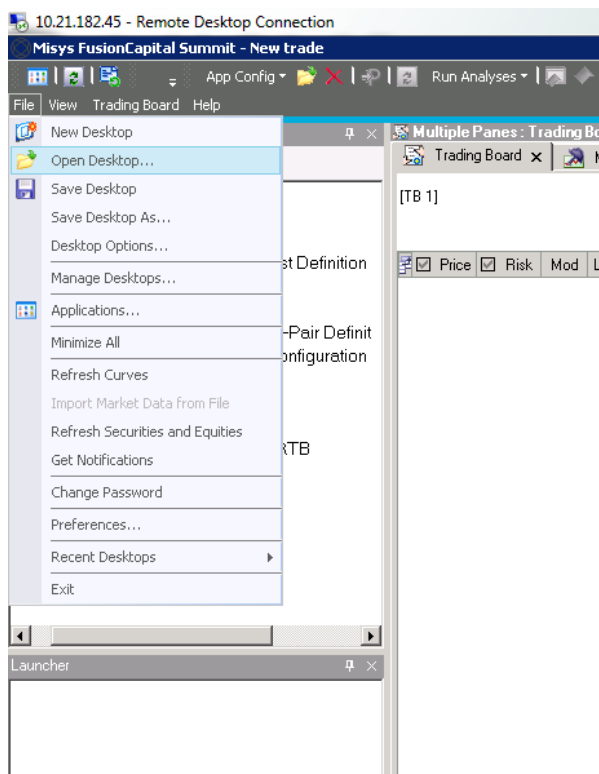 10.21.182.45 - Remote Desktop Connection
Misys FusionCapital Summit - New trade
App Config Run Analyses
File View Trading Board Help
New Desktop
Open Desktop...
Save Desktop
Save Desktop As...
Desktop Options...
Manage Desktops...
Applications...
Minimize All
Refresh Curves
Import Market Data from File
Refresh Securities and Equities
Get Notifications
Change Password
Preferences...
Recent Desktops
Exit
st Definition
-Pair Definit
onfiguration
RTB
Launcher
Multiple Panes : Trading Bo
Trading Board
[TB 1]
Price Risk Mod L